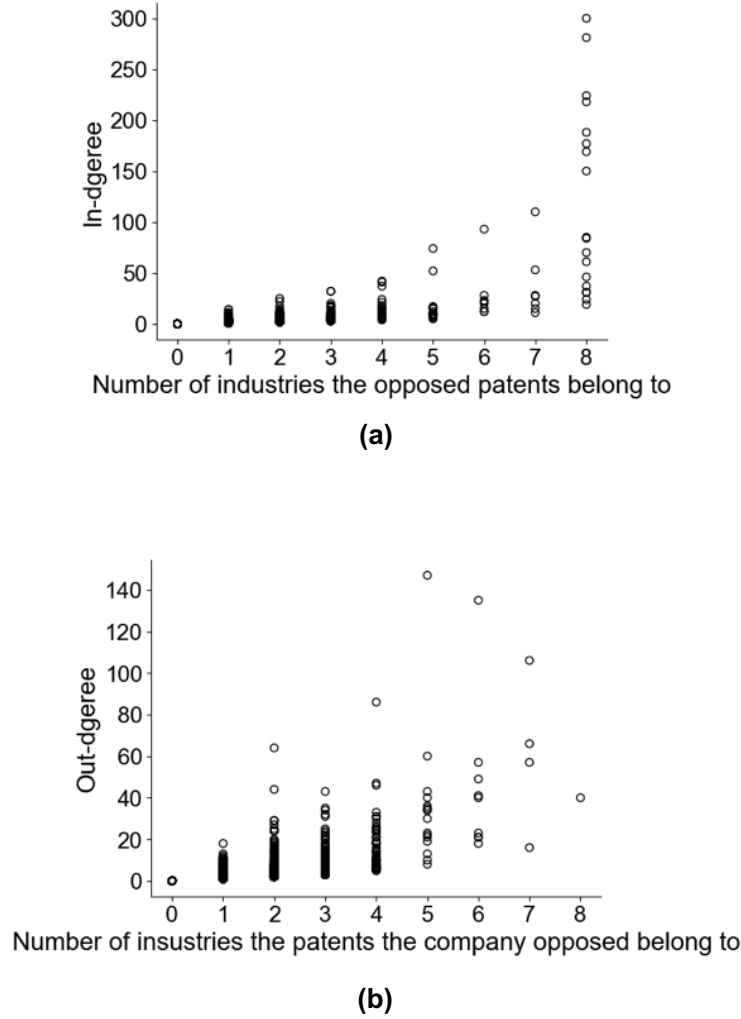 300
250
200
150
100
50
0
In-dgeree
0 1 2 3 4 5 6 7 8
Number of industries the opposed patents belong to
(a)
140
120
100
80
60
40
20
0
Out-dgeree
0 1 2 3 4 5 6 7 8
Number of insustries the patents the company opposed belong to
(b)